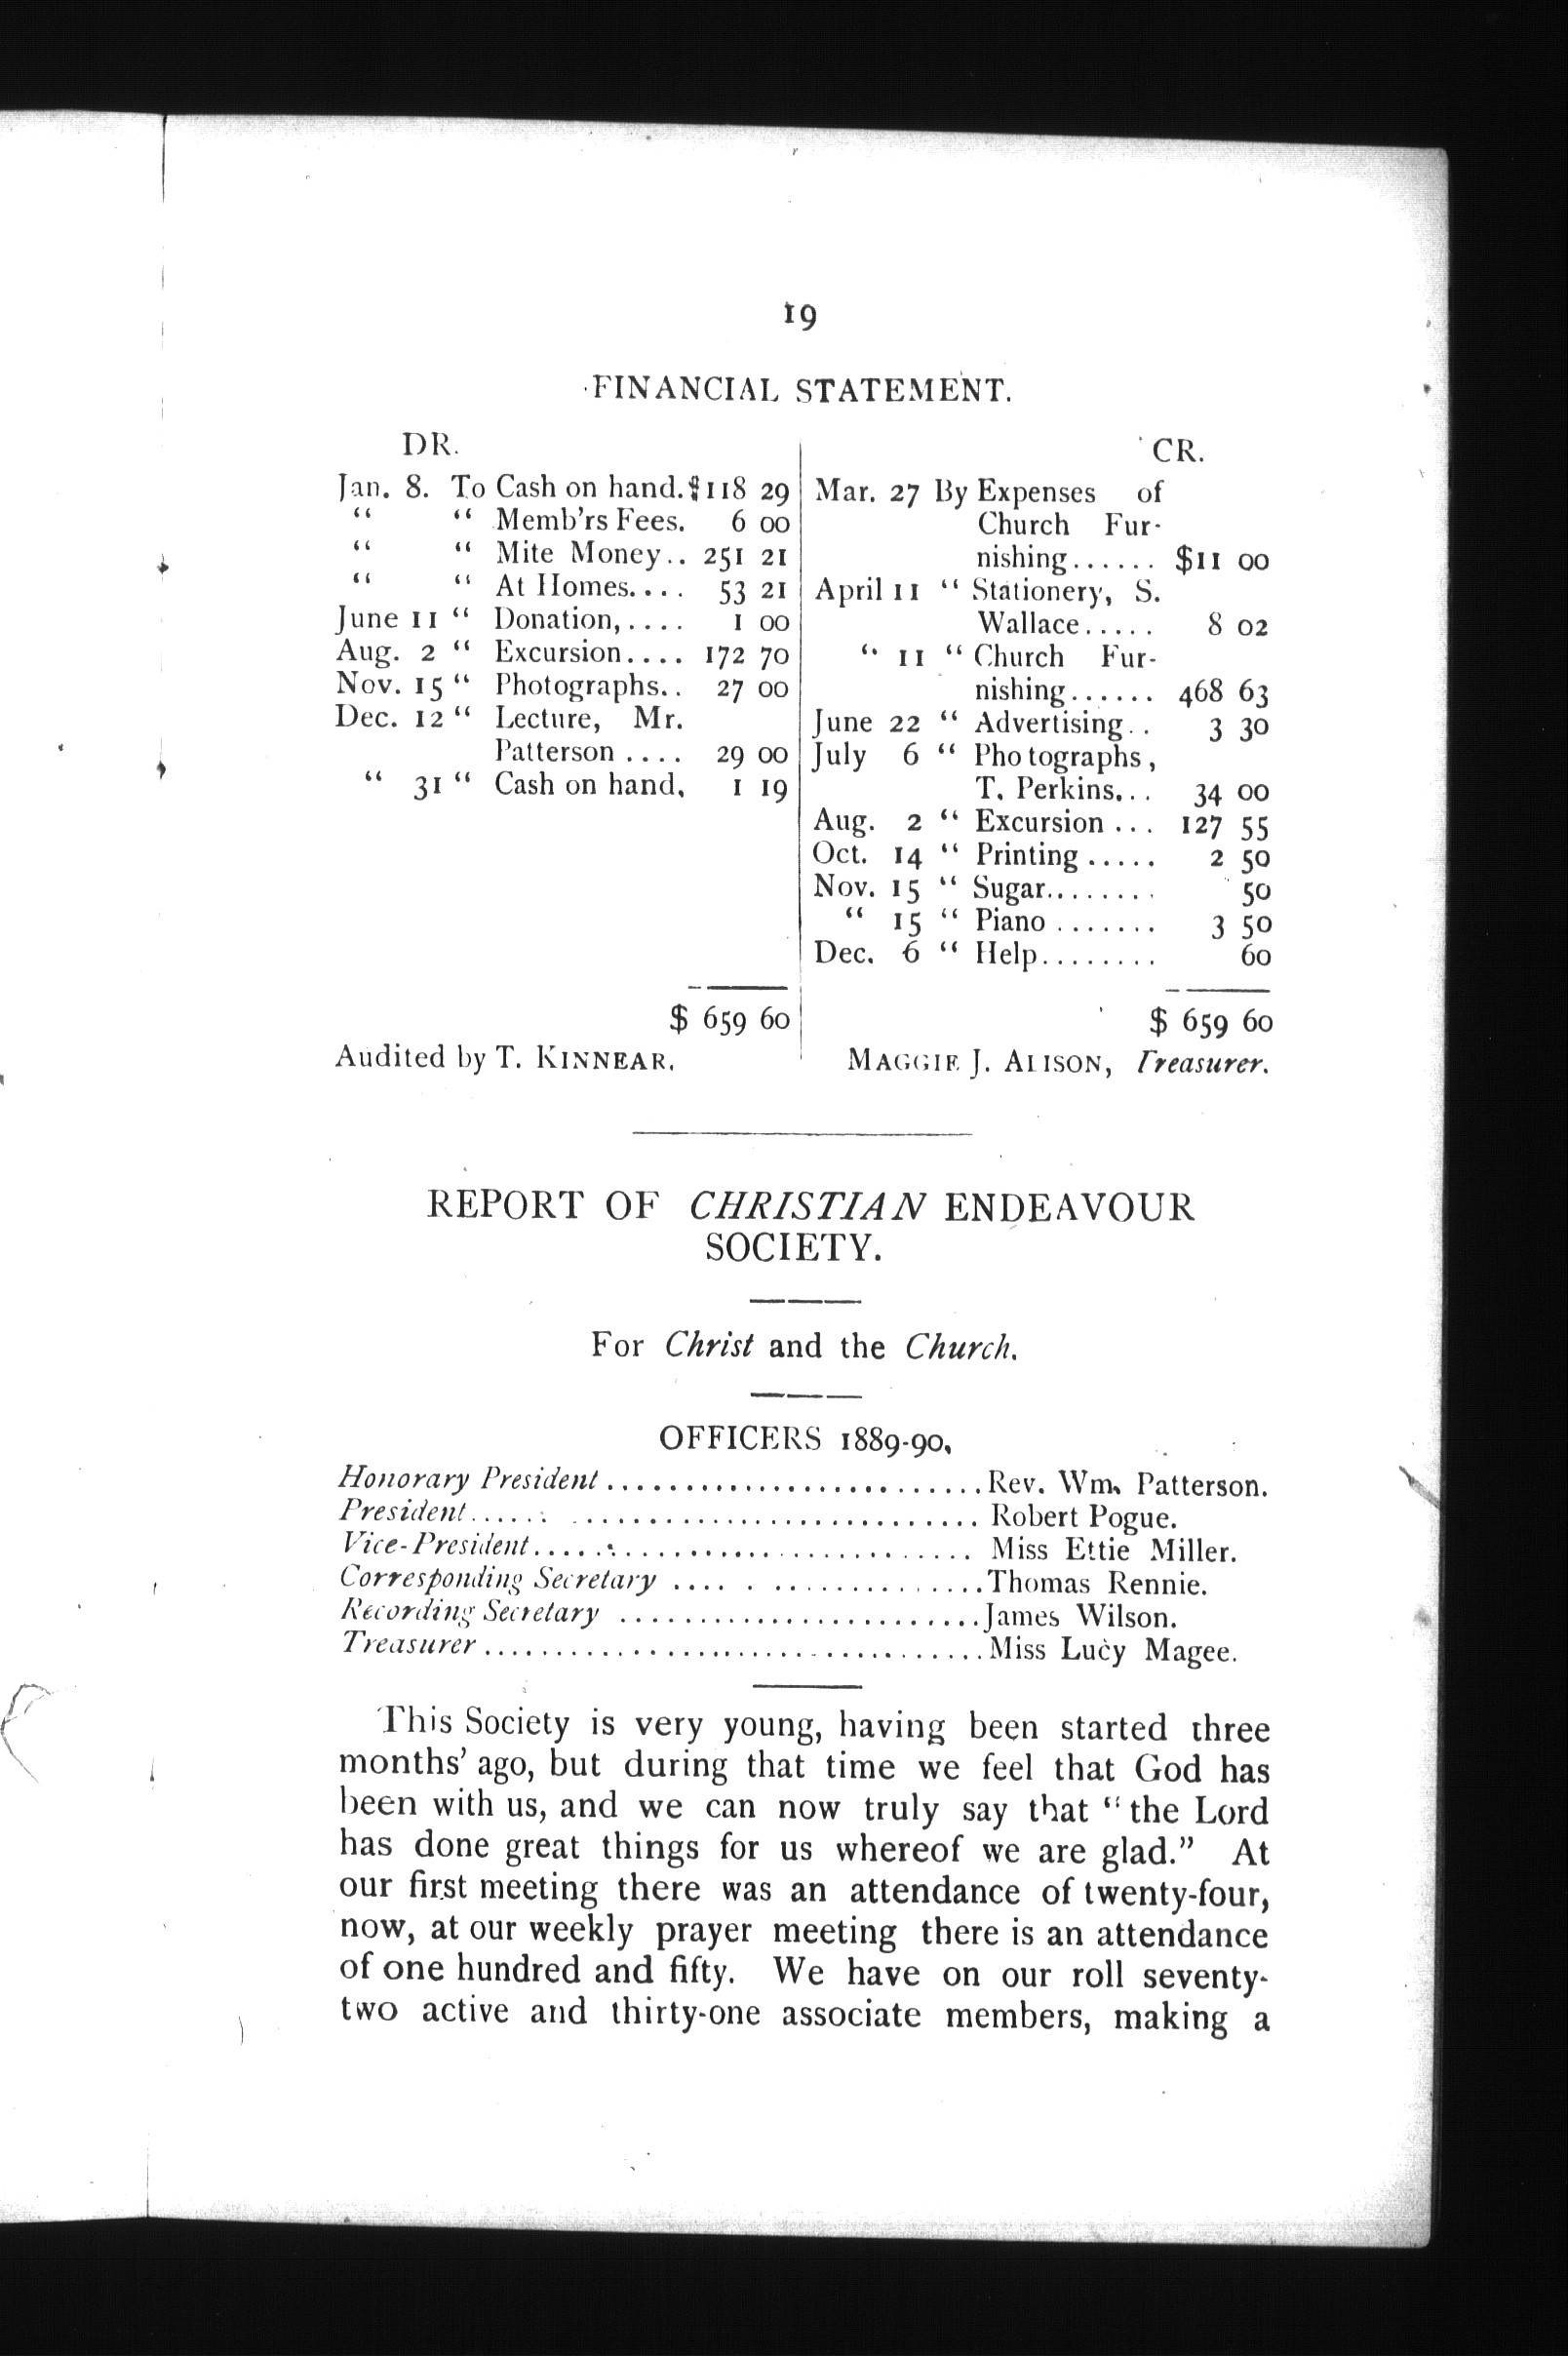 19
FINANCIAL STATEMENT.
DR.
Jan. 8. To Cash on hand. $118 29
“ “ Memb'rs Fees. 6 00
“ “ Mite Money.. 251 21
“ “ At Homes.... 53 21
June 11 “ Donation,.... 1 00
Aug. 2 “ Excursion.... 172 70
Nov. 15 “ Photographs.. 27 00
Dec. 12 “ Lecture, Mr.
Patterson .... 29 00
“ 31 “ Cash on hand, 1 19
$ 659 60
Audited by T. KINNEAR.
CR.
Mar. 27 By Expenses of
Church Fur-
nishing...... $11 00
April 11 “ Stationery, S.
Wallace..... 8 02
“ 11 “ Church Fur-
nishing...... 468 63
June 22 “ Advertising.. 3 30
July 6 “ Photographs,
T. Perkins... 34 00
Aug. 2 “ Excursion ... 127 55
Oct. 14 “ Printing ..... 2 50
Nov. 15 “ Sugar........ 50
“ 15 “ Piano ....... 3 50
Dec. 6 “ Help........ 60
$ 659 60
MAGGIE J. ALISON, Treasurer.
REPORT OF CHRISTIAN ENDEAVOUR
SOCIETY.
For Christ and the Church.
OFFICERS 1889-90,
Honorary President ........................ Rev. Wm. Patterson.
President................................ Robert Pogue.
Vice-President............................ Miss Ettie Miller.
Corresponding Secretary .................... Thomas Rennie.
Recording Secretary ........................ James Wilson.
Treasurer ................................ Miss Lucy Magee.
This Society is very young, having been started three
months' ago, but during that time we feel that God has
been with us, and we can now truly say that “ the Lord
has done great things for us whereof we are glad.” At
our first meeting there was an attendance of twenty-four,
now, at our weekly prayer meeting there is an attendance
of one hundred and fifty. We have on our roll seventy-
two active and thirty-one associate members, making a